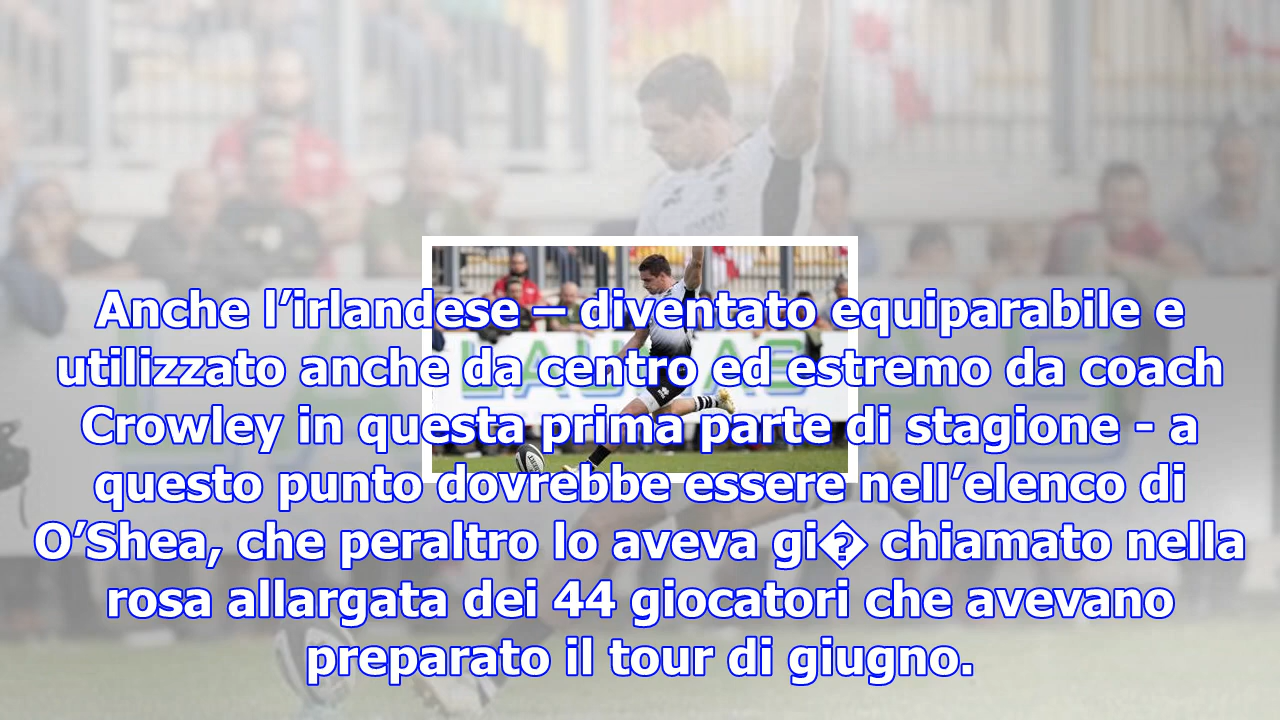 Anche l’irlandese – diventato equiparabile e
utilizzato anche da centro ed estremo da coach
Crowley in questa prima parte di stagione - a
questo punto dovrebbe essere nell’elenco di
O’Shea, che peraltro lo aveva gi� chiamato nella
rosa allargata dei 44 giocatori che avevano
preparato il tour di giugno.